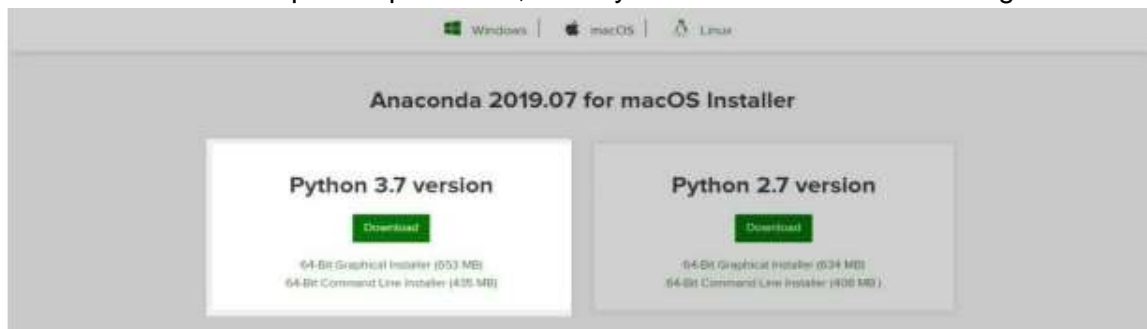 Windows | macOS | Linux
Anaconda 2019.07 for macOS Installer
Python 3.7 version
Python 2.7 version
Download
Download
64-Bit Graphical Installer (653 MB)
64-Bit Graphical Installer (634 MB)
64-Bit Command Line Installer (435 MB)
64-Bit Command Line Installer (408 MB)